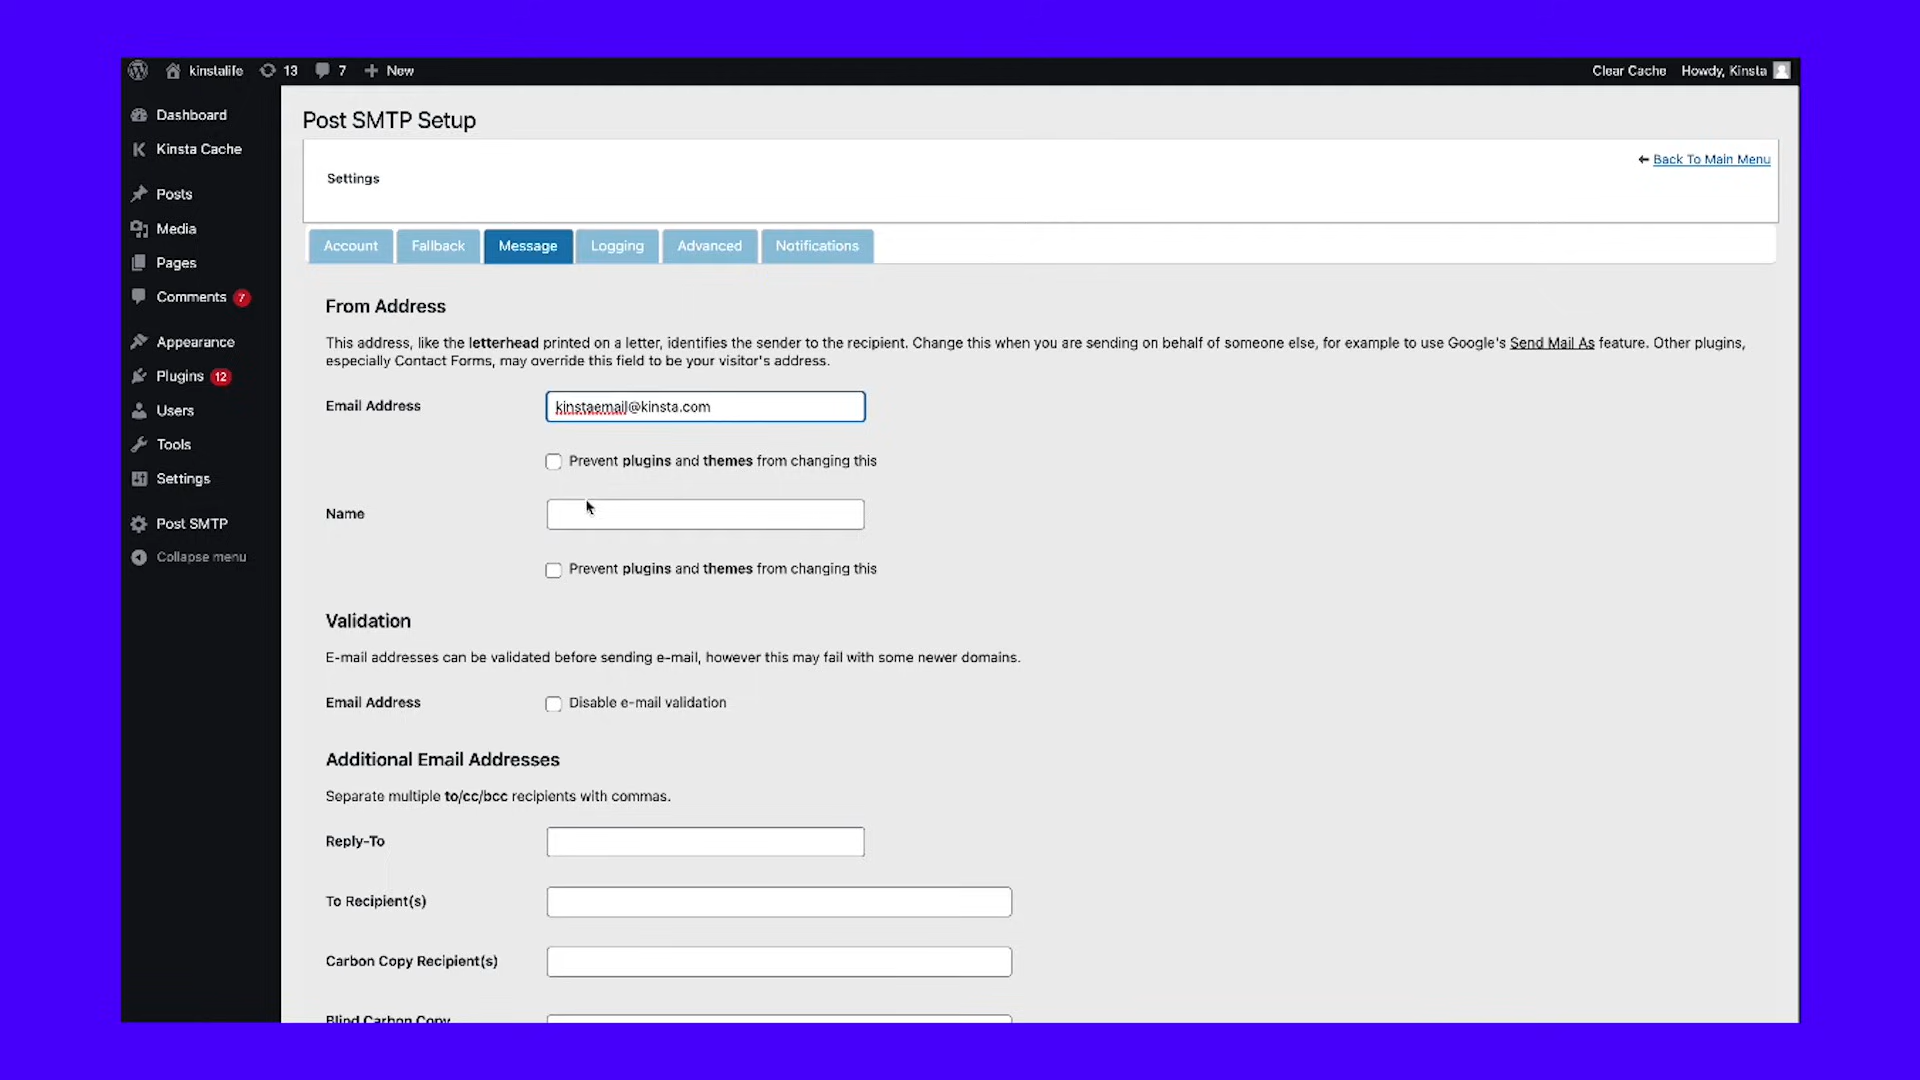 kinstalife 13 7 New Clear Cache Howdy, Kinsta
Dashboard
Kinsta Cache
Posts
Media
Pages
Comments 7
Appearance
Plugins 12
Users
Tools
Settings
Post SMTP
Collapse menu
Post SMTP Setup
Back To Main Menu
Settings
Account Fallback Message Logging Advanced Notifications
From Address
This address, like the letterhead printed on a letter, identifies the sender to the recipient. Change this when you are sending on behalf of someone else, for example to use Google's Send Mail As feature. Other plugins,
especially Contact Forms, may override this field to be your visitor's address.
Email Address kinstaemail@kinsta.com
Prevent plugins and themes from changing this
Name
Prevent plugins and themes from changing this
Validation
E-mail addresses can be validated before sending e-mail, however this may fail with some newer domains.
Email Address Disable e-mail validation
Additional Email Addresses
Separate multiple to/cc/bcc recipients with commas.
Reply-To
To Recipient(s)
Carbon Copy Recipient(s)
Blind Carbon Copy